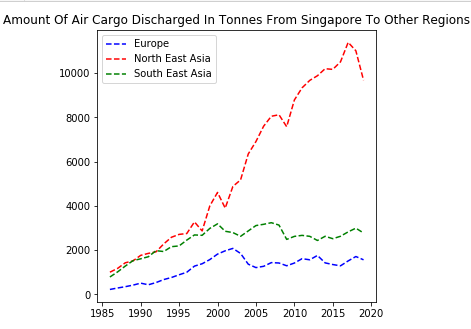 Amount Of Air Cargo Discharged In Tonnes From Singapore To Other Regions
Europe
North East Asia
South East Asia
10000
8000
6000
4000
2000
0
1985 1990 1995 2000 2005 2010 2015 2020